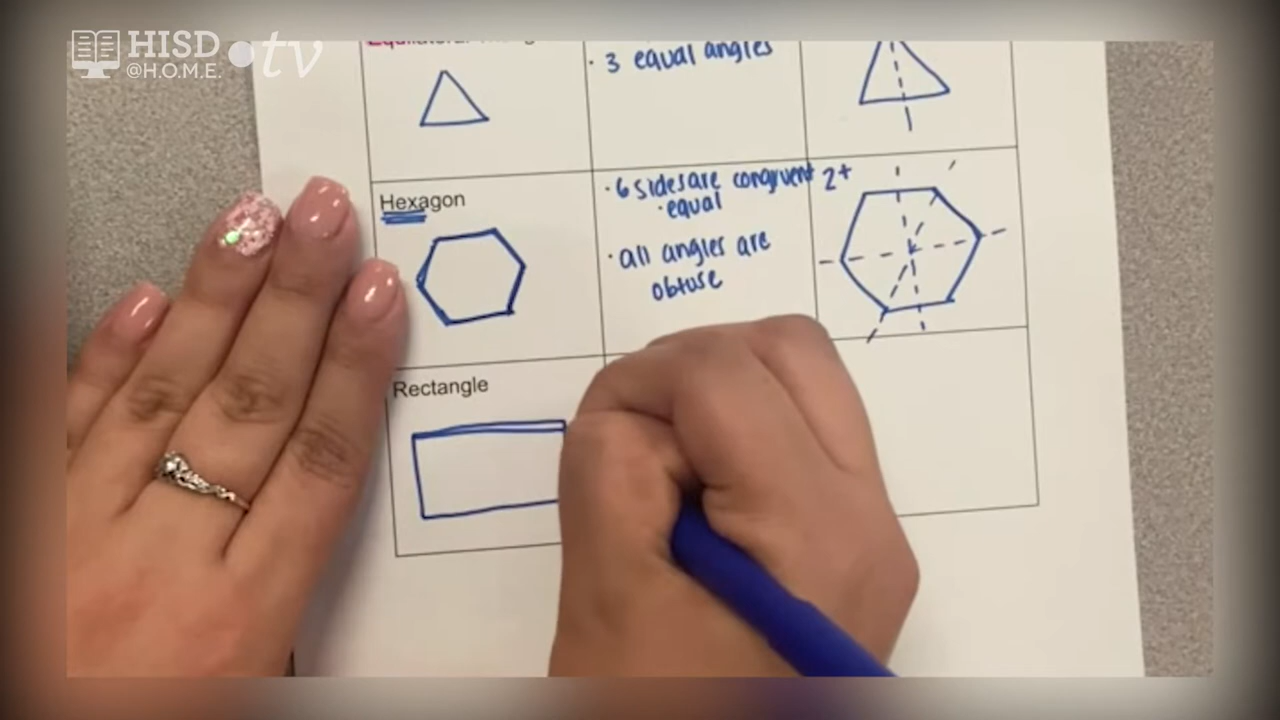 HISD
@H.O.M.E.
•tv
· 3 equal angles
Hexagon
· 6 sides are congruent
· equal
· all angles are
obtuse
2+
Rectangle